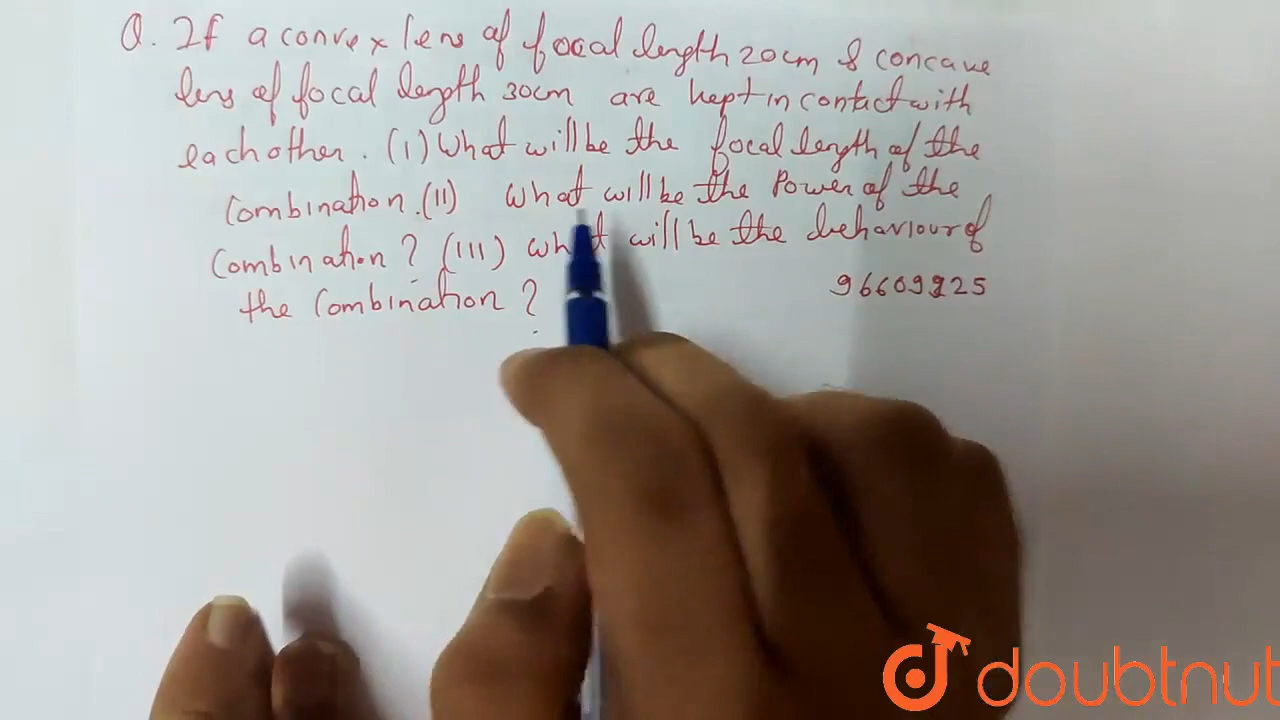 Q. If a convex lens of focal length 20cm & concave
lens of focal length 30cm are kept in contact with
each other. (I) What will be the focal length of the
Combination. (II) What will be the Power of the
Combination? (III) what will be the behaviour of
the Combination?
96609225
doubtnut